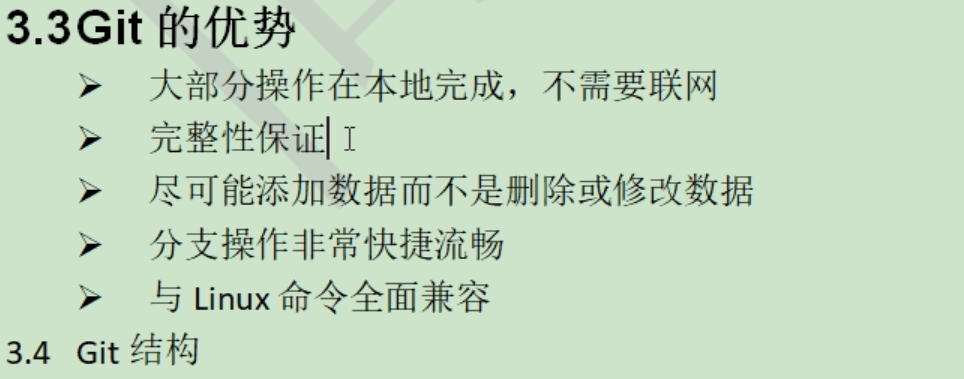 3.3Git 的优势
➢ 大部分操作在本地完成，不需要联网
➢ 完整性保证
➢ 尽可能添加数据而不是删除或修改数据
➢ 分支操作非常快捷流畅
➢ 与 Linux 命令全面兼容
3.4 Git 结构